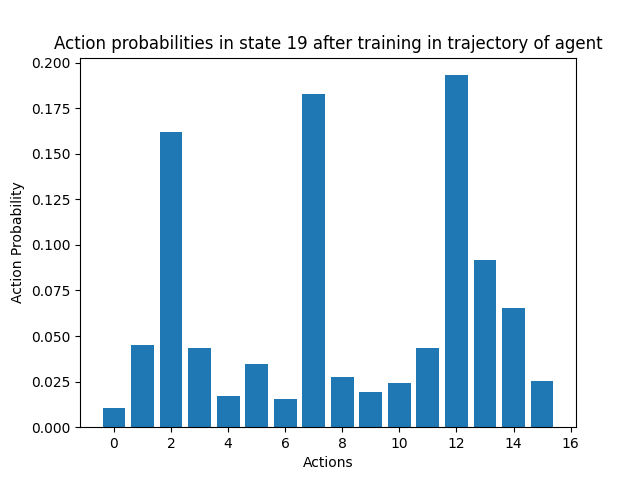 Action probabilities in state 19 after training in trajectory of agent
0.200
0.175
0.150
0.125
0.100
0.075
0.050
0.025
0.000
Action Probability
0 2 4 6 8 10 12 14 16
Actions